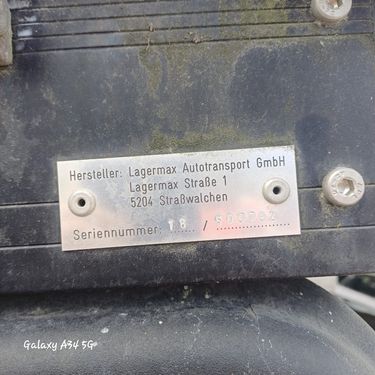 Hersteller: Lagermax Autotransport GmbH
Lagermax Straße 1
5204 Straßwalchen
Seriennummer: 18 /
Galaxy A34 5G